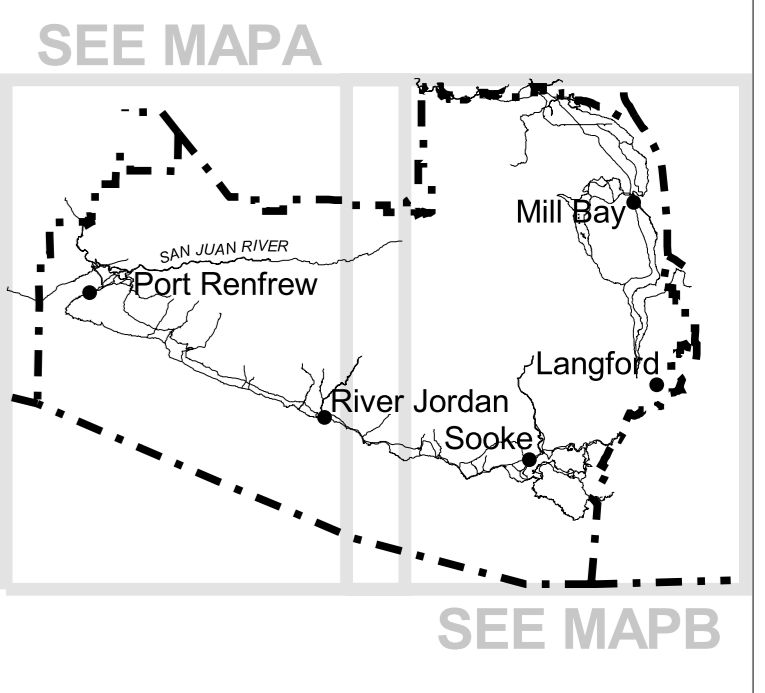 SEE MAPA
Mill Bay
SAN JUAN RIVER
Port Renfrew
Langford
River Jordan
Sooke
SEE MAPB